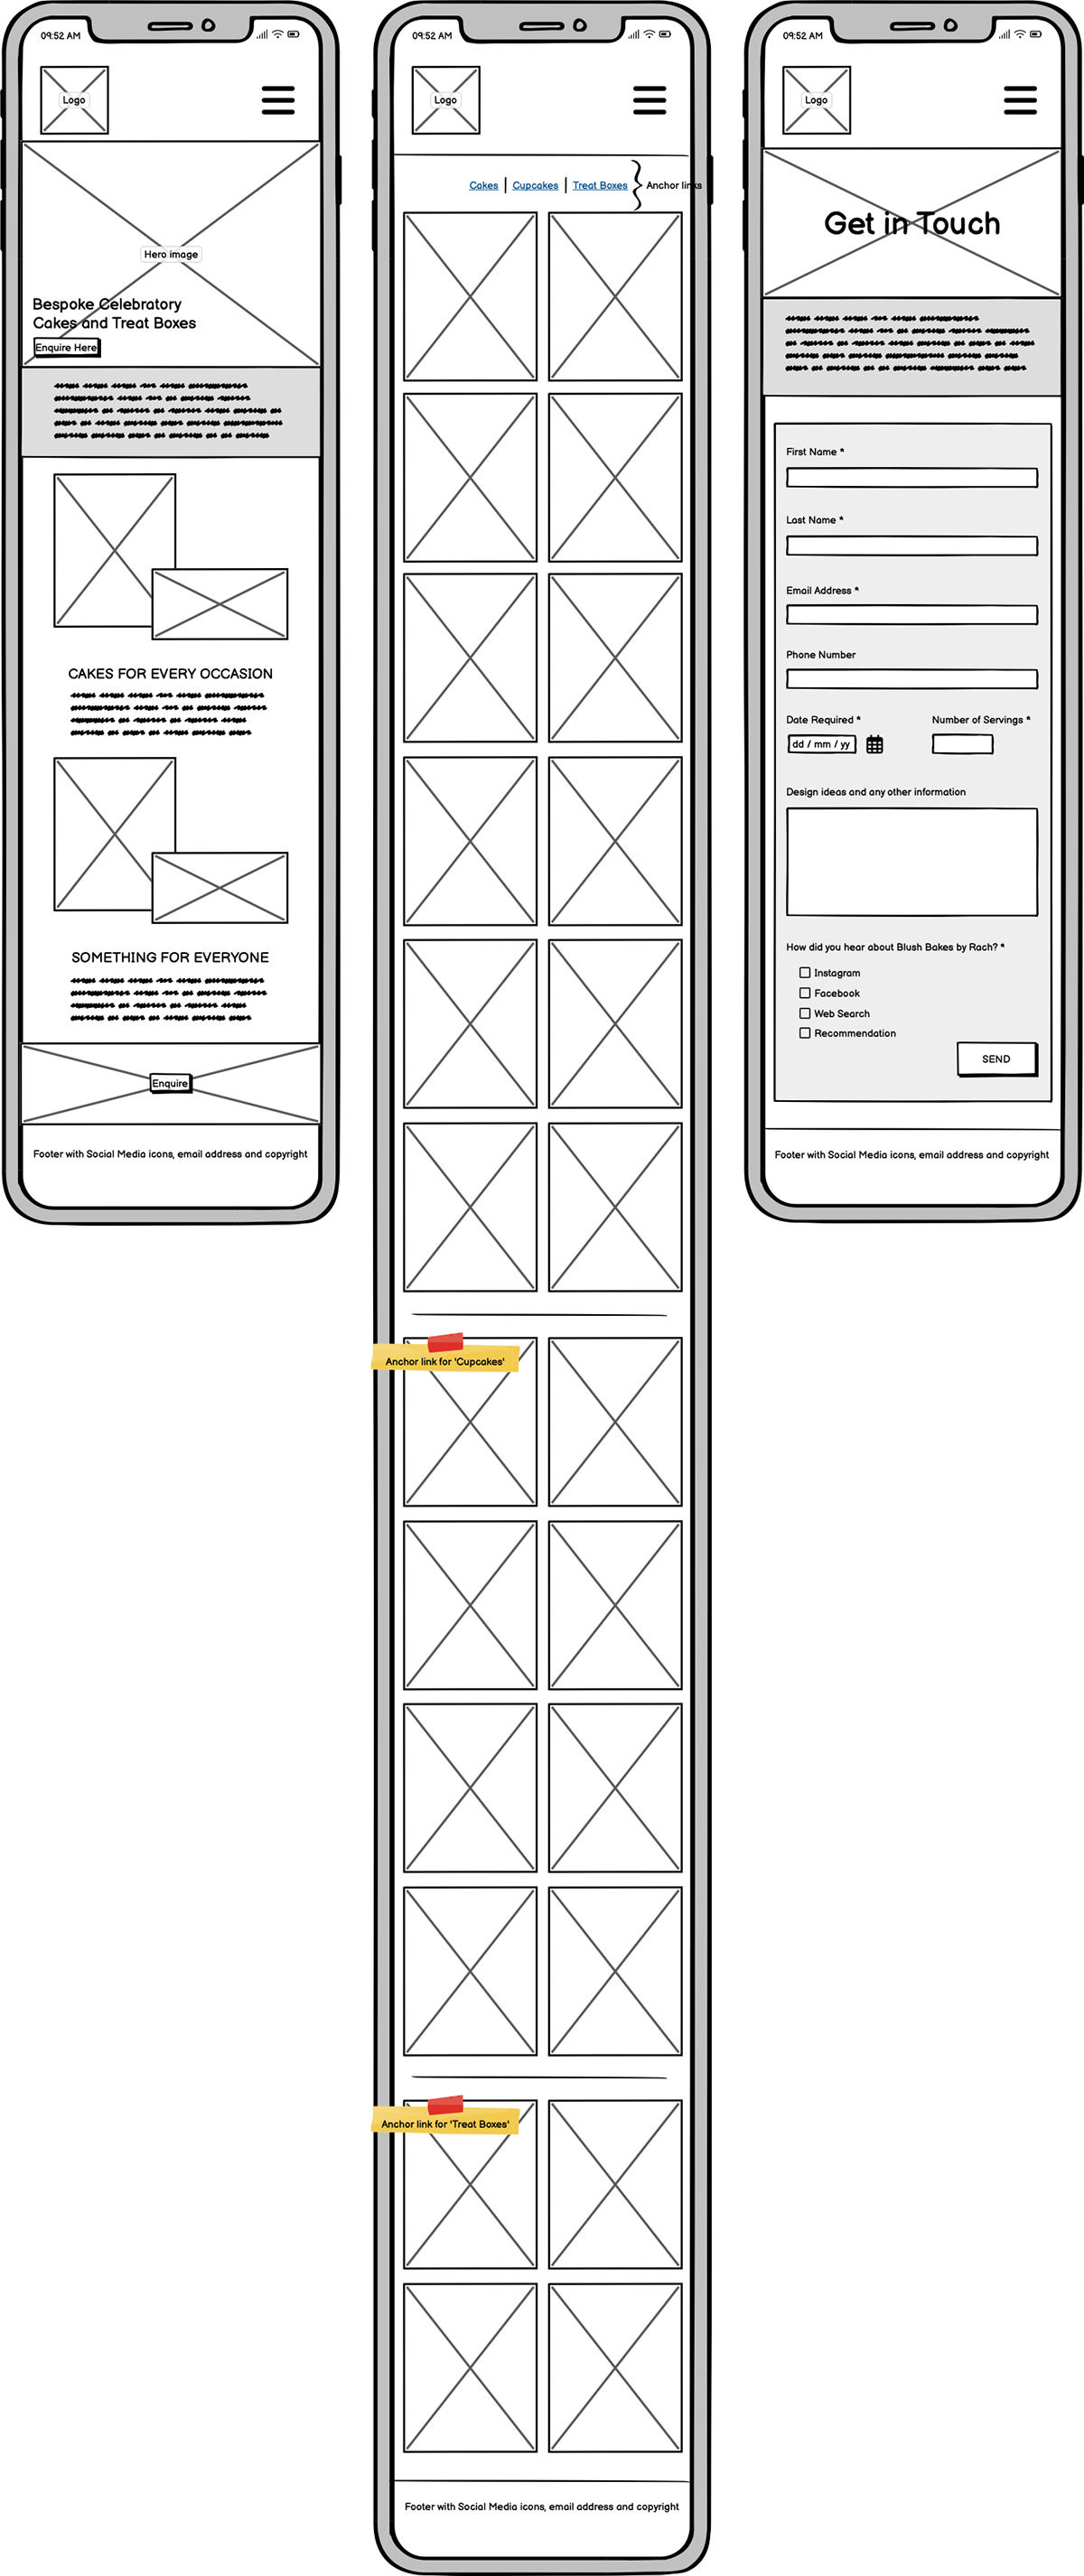 09:52 AM
Logo
Hero image
Bespoke Celebratory
Cakes and Treat Boxes
Enquire Here
CAKES FOR EVERY OCCASION
SOMETHING FOR EVERYONE
Enquire
Footer with Social Media icons, email address and copyright
09:52 AM
Logo
Cakes | Cupcakes | Treat Boxes
Anchor links
Anchor link for 'Cupcakes'
Anchor link for 'Treat Boxes'
Footer with Social Media icons, email address and copyright
09:52 AM
Logo
Get in Touch
First Name *
Last Name *
Email Address *
Phone Number
Date Required * Number of Servings *
dd / mm / yy
Design ideas and any other information
How did you hear about Blush Bakes by Rach? *
Instagram
Facebook
Web Search
Recommendation
SEND
Footer with Social Media icons, email address and copyright